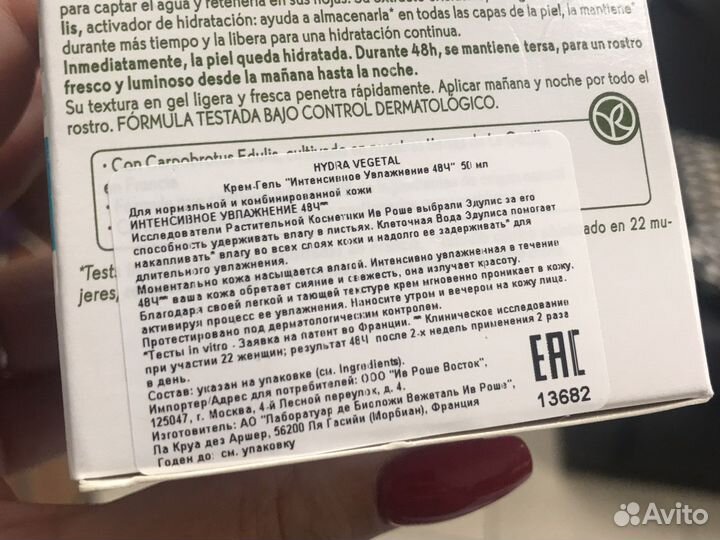 para captar el agua y retenerla en sus hojas. Su extracto
lis, activador de hidratación: ayuda a almacenarla* en todas las capas de la piel, la mantiene*
durante más tiempo y la libera para una hidratación continua.
Inmediatamente, la piel queda hidratada. Durante 48h, se mantiene tersa, para un rostro
fresco y luminoso desde la mañana hasta la noche.
Su textura en gel ligera y fresca penetra rápidamente. Aplicar mañana y noche por todo el
rostro. FÓRMULA TESTADA BAJO CONTROL DERMATOLÓGICO.
• Con Carpobrotus Edulis, cultivado en
en Francia
*Testa
ado en 22 mu-
jeres,
HYDRA VEGETAL
Крем-Гель "Интенсивное Увлажнение 48Ч" 50 мл
Для нормальной и комбинированной кожи
ИНТЕНСИВНОЕ УВЛАЖНЕНИЕ 48Ч**
Исследователи Растительной Косметики Ив Роше выбрали Эдулис за его
способность удерживать влагу в листьях. Клеточная Вода Эдулиса помогает
накапливать* влагу во всех слоях кожи и надолго ее задерживать* для
длительного увлажнения.
Моментально кожа насыщается влагой. Интенсивно увлажненная в течение
48Ч** ваша кожа обретает сияние и свежесть, она излучает красоту.
Благодаря своей легкой и тающей текстуре крем мгновенно проникает в кожу,
активируя процесс ее увлажнения. Наносите утром и вечером на кожу лица.
Протестировано под дерматологическим контролем.
*Тесты in vitro - Заявка на патент во Франции. ** Клиническое исследование
при участии 22 женщин; результат 48Ч после 2-х недель применения 2 раза
в день.
Состав: указан на упаковке (см. Ingredients).
Импортер/Адрес для потребителей: ООО "Ив Роше Восток",
125047, г. Москва, 4-й Лесной переулок, д. 4.
Изготовитель: АО "Лаборатуар де Биоложи Вежеталь Ив Роше",
Ла Круа дез Аршер, 56200 Ля Гасийи (Морбиан), Франция
Годен до: см. упаковку
EAC
13682
Avito